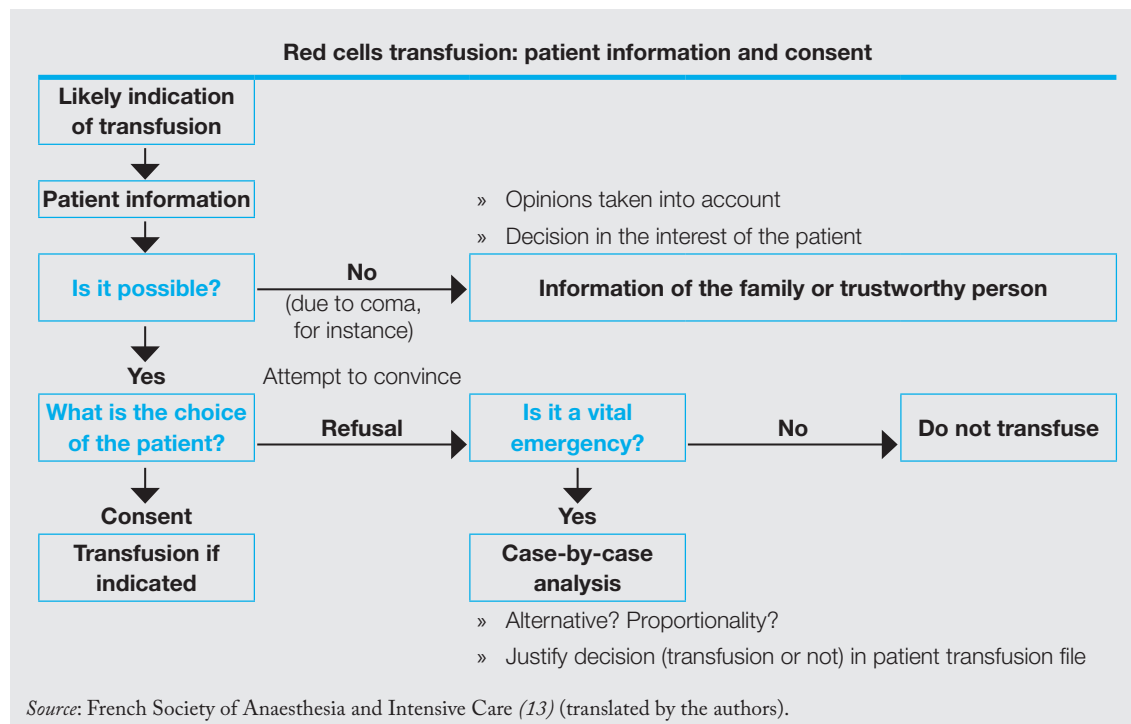 Red cells transfusion: patient information and consent
Likely indication
of transfusion
Patient information
» Opinions taken into account
» Decision in the interest of the patient
Is it possible?
No
(due to coma,
for instance)
Information of the family or trustworthy person
Yes
Attempt to convince
What is the choice
of the patient?
Refusal
Is it a vital
emergency?
No
Do not transfuse
Consent
Yes
Transfusion if
indicated
Case-by-case
analysis
» Alternative? Proportionality?
» Justify decision (transfusion or not) in patient transfusion file
Source: French Society of Anaesthesia and Intensive Care (13) (translated by the authors).